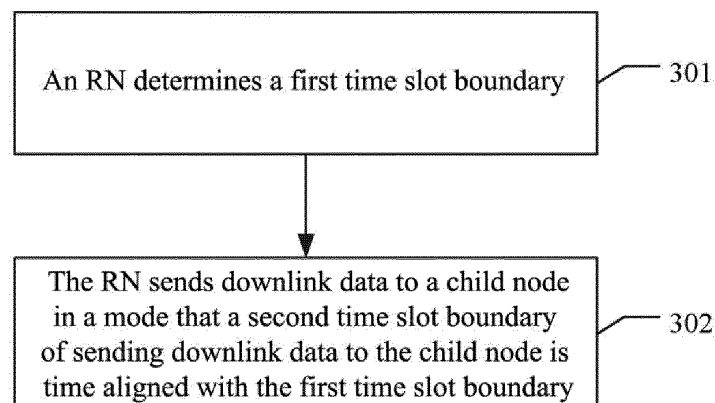 An RN determines a first time slot boundary
301
The RN sends downlink data to a child node
in a mode that a second time slot boundary
of sending downlink data to the child node is
time aligned with the first time slot boundary
302